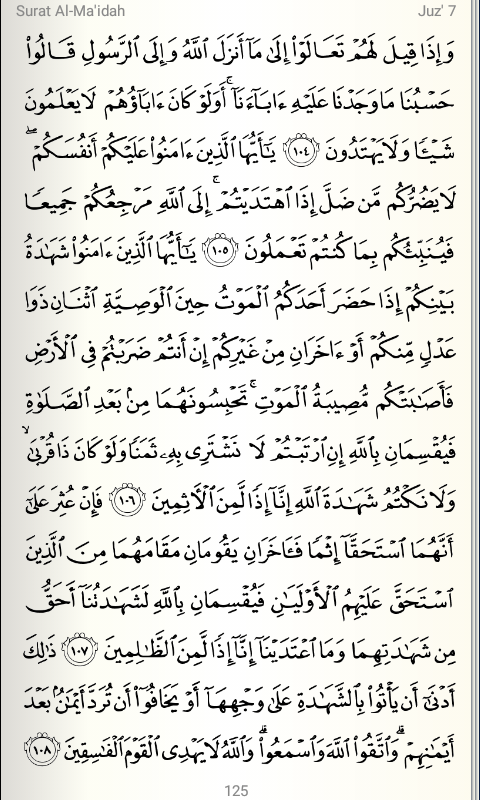 Surat Al-Ma'idah Juz' 7
وَإِذَا قِيلَ لَهُمْ تَعَالَوْا۟ إِلَىٰ مَآ أَنزَلَ ٱللَّهُ وَإِلَى ٱلرَّسُولِ قَالُوا۟
حَسْبُنَا مَا وَجَدْنَا عَلَيْهِ ءَابَآءَنَآ ۚ أَوَلَوْ كَانَ ءَابَآؤُهُمْ لَا يَعْلَمُونَ
شَيْـًٔا وَلَا يَهْتَدُونَ ١٠٤ يَـٰٓأَيُّهَا ٱلَّذِينَ ءَامَنُوا۟ عَلَيْكُمْ أَنفُسَكُمْ ۖ
لَا يَضُرُّكُم مَّن ضَلَّ إِذَا ٱهْتَدَيْتُمْ ۚ إِلَى ٱللَّهِ مَرْجِعُكُمْ جَمِيعًا
فَيُنَبِّئُكُم بِمَا كُنتُمْ تَعْمَلُونَ ١٠٥ يَـٰٓأَيُّهَا ٱلَّذِينَ ءَامَنُوا۟ شَهَـٰدَةُ
بَيْنِكُمْ إِذَا حَضَرَ أَحَدَكُمُ ٱلْمَوْتُ حِينَ ٱلْوَصِيَّةِ ٱثْنَانِ ذَوَا
عَدْلٍ مِّنكُمْ أَوْ ءَاخَرَانِ مِنْ غَيْرِكُمْ إِنْ أَنتُمْ ضَرَبْتُمْ فِى ٱلْأَرْضِ
فَأَصَـٰبَتْكُم مُّصِيبَةُ ٱلْمَوْتِ ۚ تَحْبِسُونَهُمَا مِنۢ بَعْدِ ٱلصَّلَوٰةِ
فَيُقْسِمَانِ بِٱللَّهِ إِنِ ٱرْتَبْتُمْ لَا نَشْتَرِى بِهِۦ ثَمَنًا وَلَوْ كَانَ ذَا قُرْبَىٰ ۙ
وَلَا نَكْتُمُ شَهَـٰدَةَ ٱللَّهِ إِنَّآ إِذًا لَّمِنَ ٱلْـَٔاثِمِينَ ١٠٦ فَإِنْ عُثِرَ عَلَىٰٓ
أَنَّهُمَا ٱسْتَحَقَّآ إِثْمًا فَـَٔاخَرَانِ يَقُومَانِ مَقَامَهُمَا مِنَ ٱلَّذِينَ
ٱسْتَحَقَّ عَلَيْهِمُ ٱلْأَوْلَيَـٰنِ فَيُقْسِمَانِ بِٱللَّهِ لَشَهَـٰدَتُنَآ أَحَقُّ
مِن شَهَـٰدَتِهِمَا وَمَا ٱعْتَدَيْنَآ إِنَّآ إِذًا لَّمِنَ ٱلظَّـٰلِمِينَ ١٠٧ ذَٰلِكَ
أَدْنَىٰٓ أَن يَأْتُوا۟ بِٱلشَّهَـٰدَةِ عَلَىٰ وَجْهِهَآ أَوْ يَخَافُوٓا۟ أَن تُرَدَّ أَيْمَـٰنٌۢ بَعْدَ
أَيْمَـٰنِهِمْ ۗ وَٱتَّقُوا۟ ٱللَّهَ وَٱسْمَعُوا۟ ۗ وَٱللَّهُ لَا يَهْدِى ٱلْقَوْمَ ٱلْفَـٰسِقِينَ ١٠٨
125